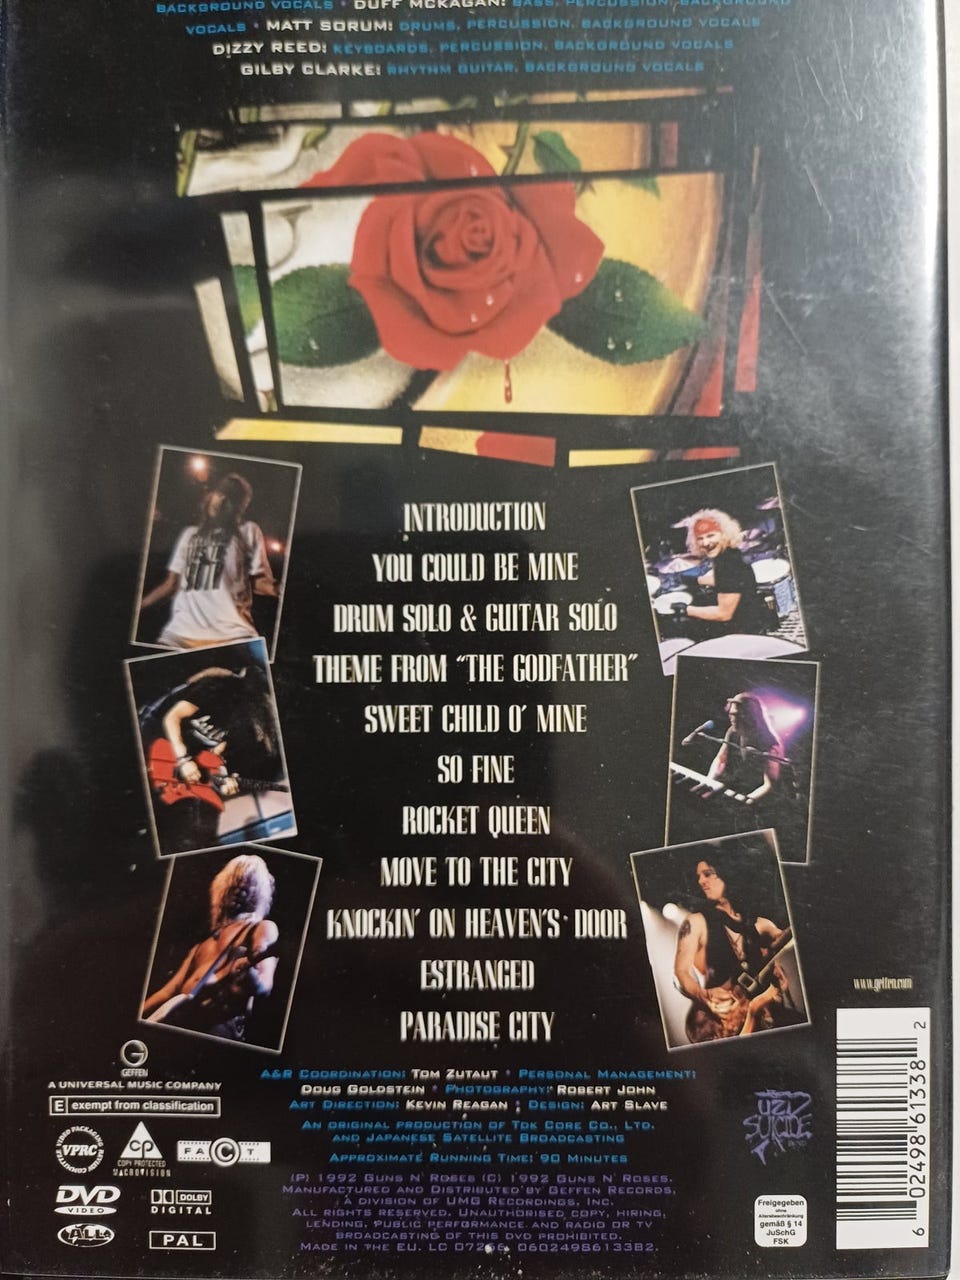 BACKGROUND VOCALS • DUFF MCKAGAN: BASS, PERCUSSION, BACKGROUND
VOCALS • MATT SORUM: DRUMS, PERCUSSION, BACKGROUND VOCALS
DIZZY REED: KEYBOARDS, PERCUSSION, BACKGROUND VOCALS
GILBY CLARKE: RHYTHM GUITAR, BACKGROUND VOCALS
INTRODUCTION
YOU COULD BE MINE
DRUM SOLO & GUITAR SOLO
THEME FROM "THE GODFATHER"
SWEET CHILD O' MINE
SO FINE
ROCKET QUEEN
MOVE TO THE CITY
KNOCKIN' ON HEAVEN'S DOOR
ESTRANGED
PARADISE CITY
www.geffen.com
GEFFEN
A UNIVERSAL MUSIC COMPANY
E exempt from classification
VIDEO PACKAGING REVIEW COMMITTEE
VPRC
CP
COPY PROTECTED
MACROVISION
FACT
DVD
VIDEO
DOLBY
DIGITAL
ALL
PAL
A&R COORDINATION: TOM ZUTAUT • PERSONAL MANAGEMENT:
DOUG GOLDSTEIN • PHOTOGRAPHY: ROBERT JOHN
ART DIRECTION: KEVIN REAGAN ; DESIGN: ART SLAVE
AN ORIGINAL PRODUCTION OF TDK CORE CO., LTD.
AND JAPANESE SATELLITE BROADCASTING
APPROXIMATE RUNNING TIME: 90 MINUTES
(P) 1992 GUNS N' ROSES (C) 1992 GUNS N' ROSES.
MANUFACTURED AND DISTRIBUTED BY GEFFEN RECORDS,
A DIVISION OF UMG RECORDINGS, INC.
ALL RIGHTS RESERVED. UNAUTHORISED COPY, HIRING,
LENDING, PUBLIC PERFORMANCE AND RADIO OR TV
BROADCASTING OF THIS DVD PROHIBITED.
MADE IN THE EU. LC 07266. 0602498613382.
UZI
SUICIDE
Freigegeben
ohne
Altersbeschränkung
gemäß § 14
JuSchG
FSK
6 02498 61338 2